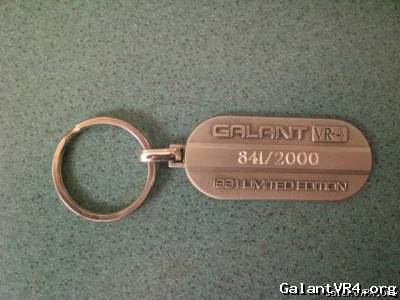 GALANT VR-4
841/2000
1991 LIMITED EDITION
GalantVR4.org